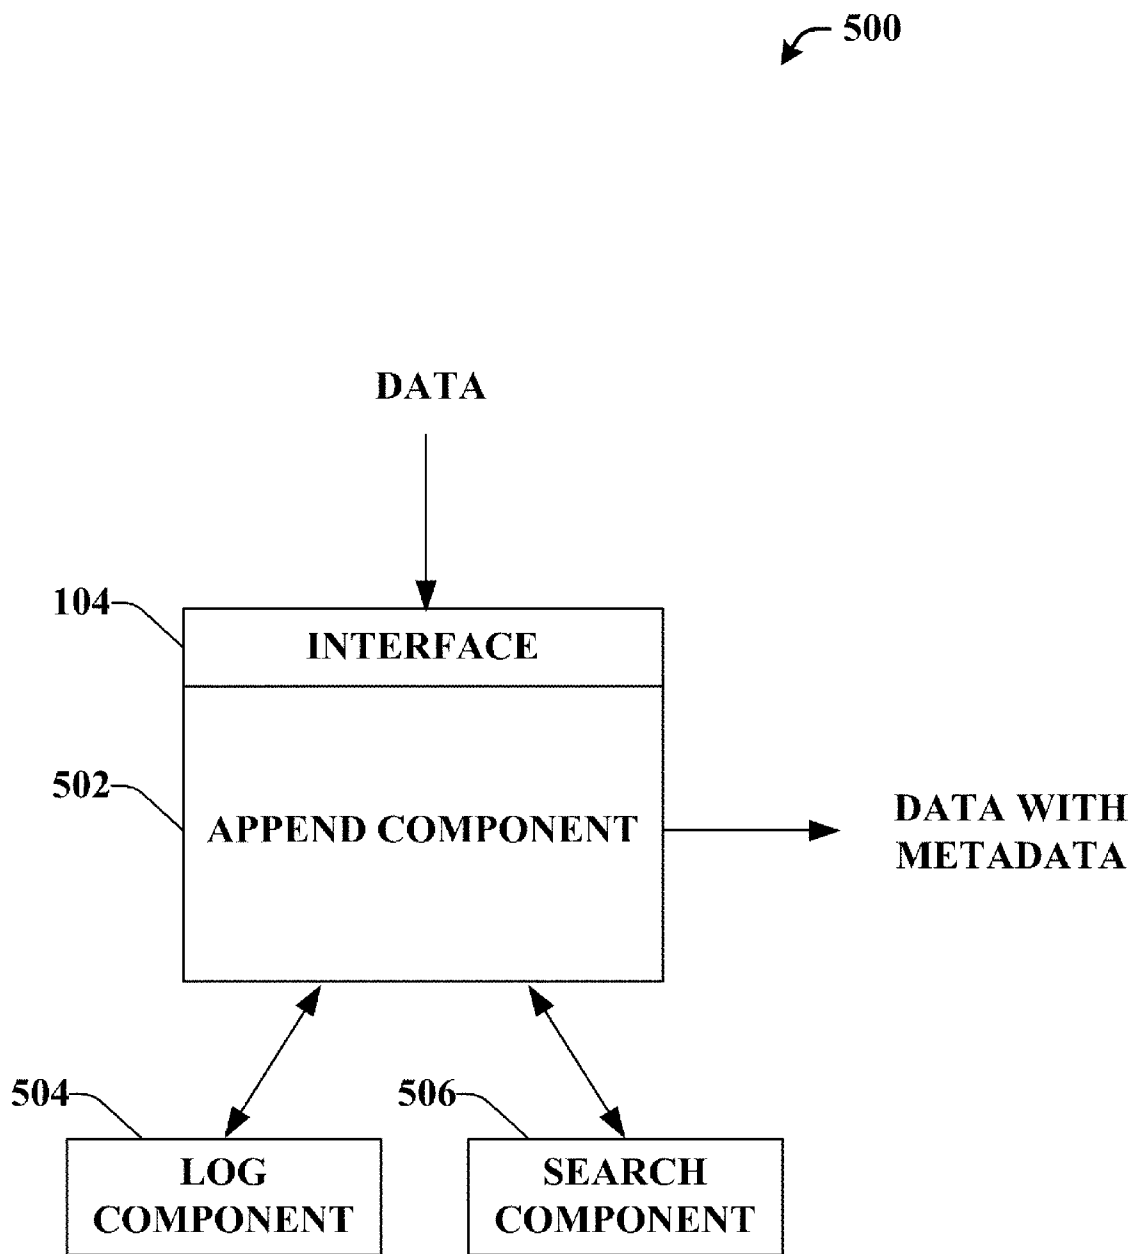 500
DATA
104
INTERFACE
502
APPEND COMPONENT
DATA WITH
METADATA
504
506
LOG
COMPONENT
SEARCH
COMPONENT